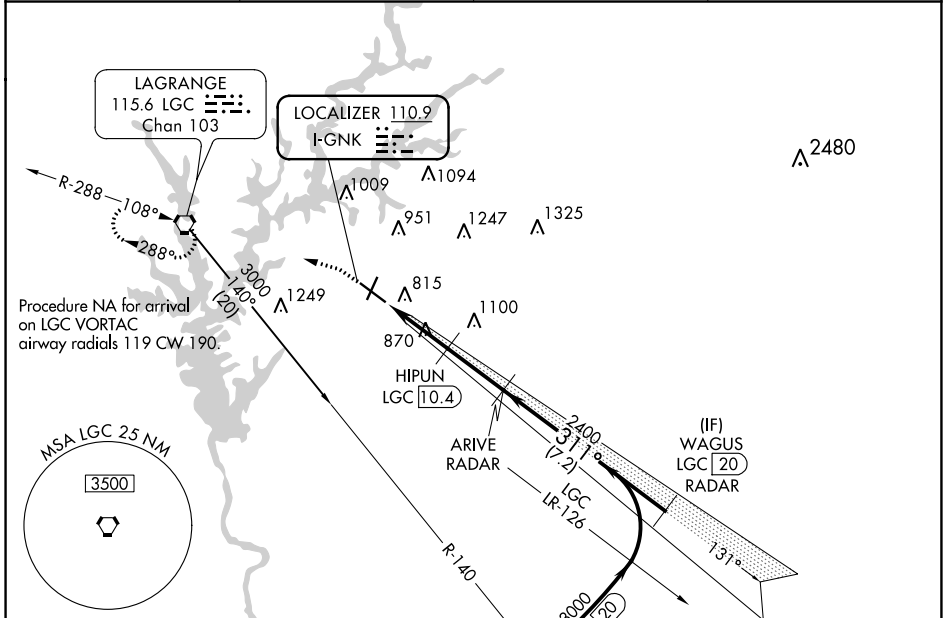 LAGRANGE
115.6 LGC
Chan 103
LOCALIZER 110.9
I-GNK
2480
1094
1009
951
1247
1325
R-288
108°
288°
3000
140°
(20)
1249
815
1100
870
Procedure NA for arrival
on LGC VORTAC
airway radials 119 CW 190.
HIPUN
LGC 10.4
ARIVE
RADAR
2400
311°
(7.2)
(IF)
WAGUS
LGC 20
RADAR
LGC
LR-126
131°
MSA LGC 25 NM
3500
R-140
20